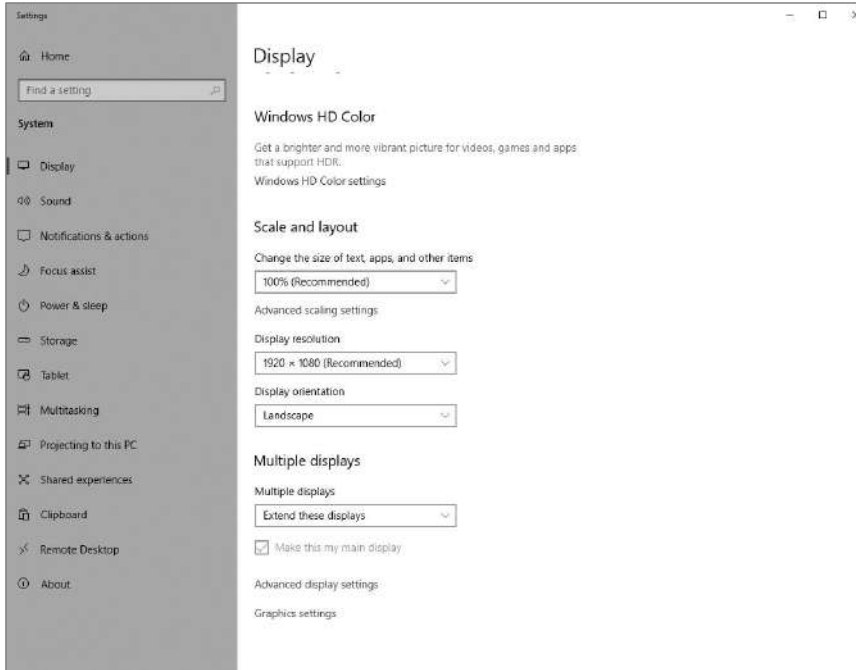 Settings
Home
Find a setting
System
Display
Sound
Notifications & actions
Focus assist
Power & sleep
Storage
Tablet
Multitasking
Projecting to this PC
Shared experiences
Clipboard
Remote Desktop
About
Display
Windows HD Color
Get a brighter and more vibrant picture for videos, games and apps
that support HDR.
Windows HD Color settings
Scale and layout
Change the size of text, apps, and other items
100% (Recommended)
Advanced scaling settings
Display resolution
1920 × 1080 (Recommended)
Display orientation
Landscape
Multiple displays
Multiple displays
Extend these displays
Make this my main display
Advanced display settings
Graphics settings